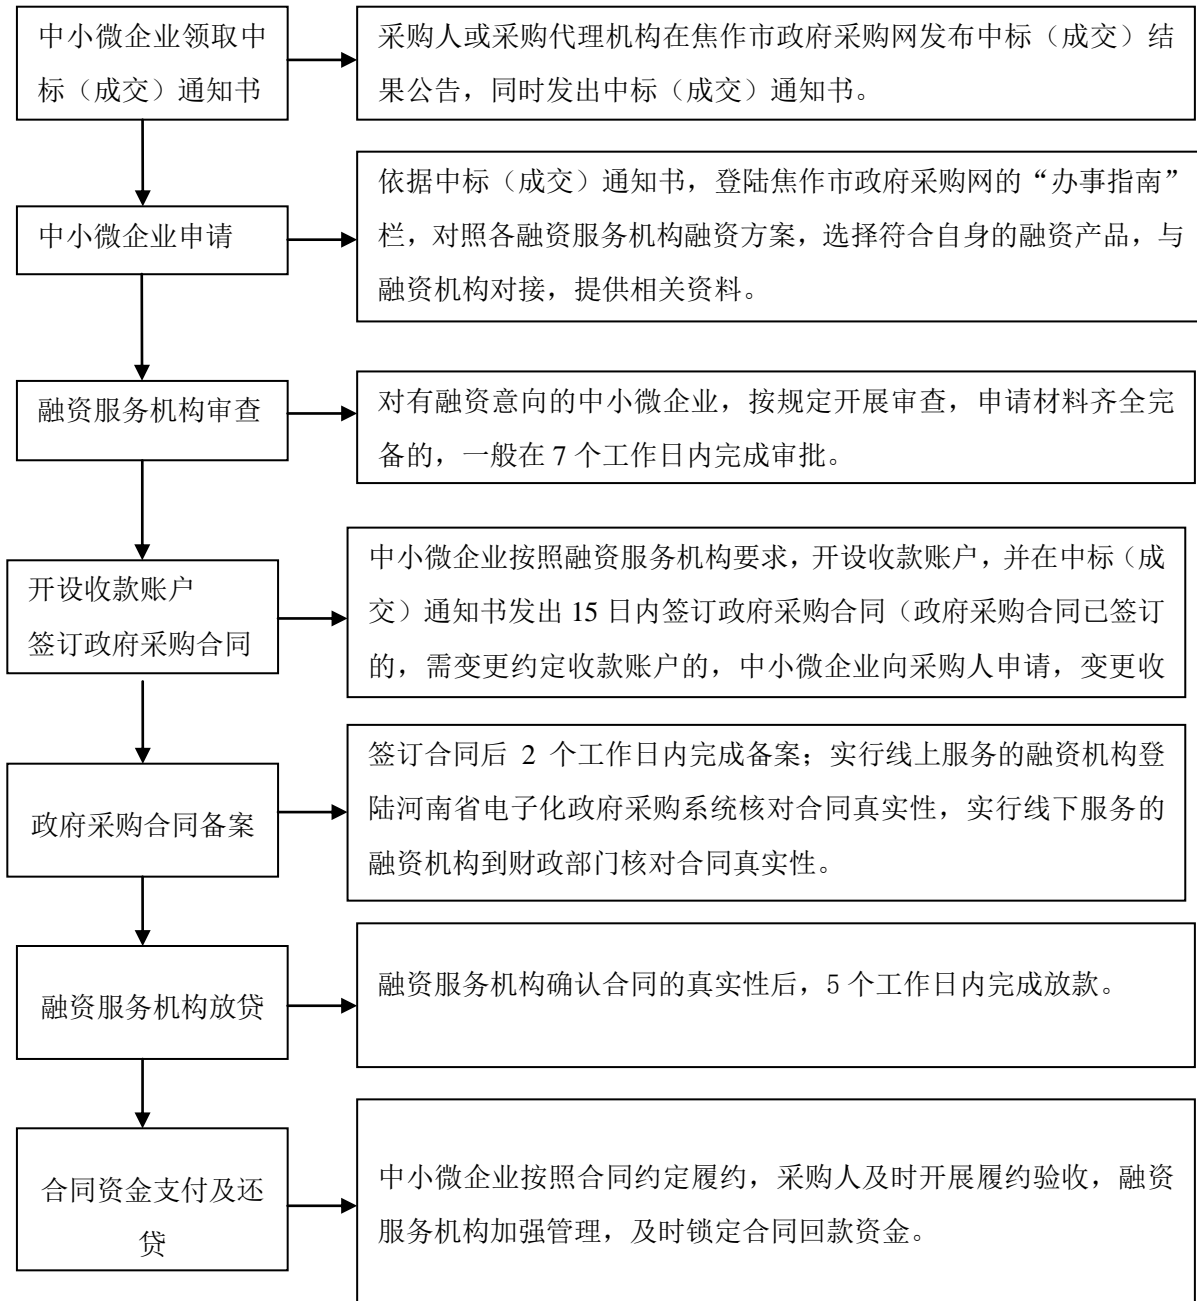 中小微企业领取中
标（成交）通知书
采购人或采购代理机构在焦作市政府采购网发布中标（成交）结
果公告，同时发出中标（成交）通知书。
中小微企业申请
依据中标（成交）通知书，登陆焦作市政府采购网的“办事指南”
栏，对照各融资服务机构融资方案，选择符合自身的融资产品，与
融资机构对接，提供相关资料。
融资服务机构审查
对有融资意向的中小微企业，按规定开展审查，申请材料齐全完
备的，一般在 7 个工作日内完成审批。
开设收款账户
签订政府采购合同
中小微企业按照融资服务机构要求，开设收款账户，并在中标（成
交）通知书发出 15 日内签订政府采购合同（政府采购合同已签订
的，需变更约定收款账户的，中小微企业向采购人申请，变更收
政府采购合同备案
签订合同后 2 个工作日内完成备案；实行线上服务的融资机构登
陆河南省电子化政府采购系统核对合同真实性，实行线下服务的
融资机构到财政部门核对合同真实性。
融资服务机构放贷
融资服务机构确认合同的真实性后，5 个工作日内完成放款。
合同资金支付及还
贷
中小微企业按照合同约定履约，采购人及时开展履约验收，融资
服务机构加强管理，及时锁定合同回款资金。